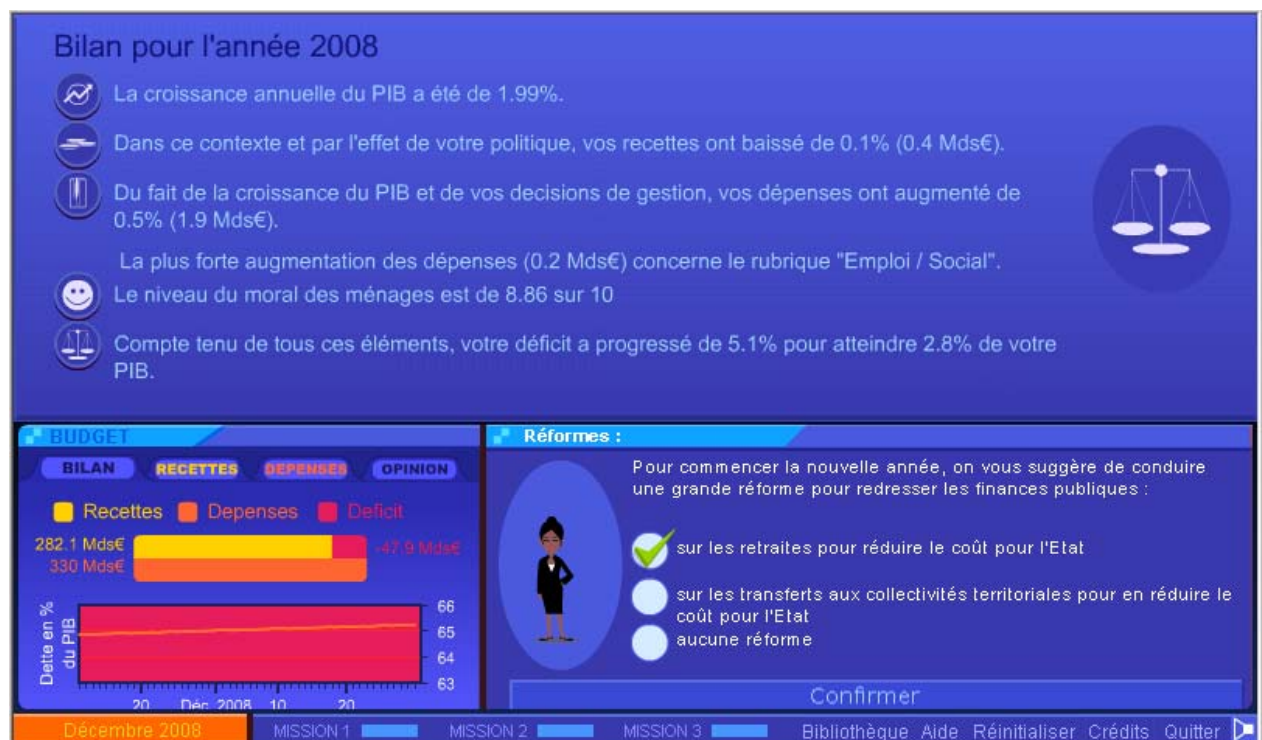 Bilan pour l'année 2008
La croissance annuelle du PIB a été de 1.99%.
Dans ce contexte et par l'effet de votre politique, vos recettes ont baissé de 0.1% (0.4 Mds€).
Du fait de la croissance du PIB et de vos decisions de gestion, vos dépenses ont augmenté de
0.5% (1.9 Mds€).
La plus forte augmentation des dépenses (0.2 Mds€) concerne le rubrique "Emploi / Social".
Le niveau du moral des ménages est de 8.86 sur 10
Compte tenu de tous ces éléments, votre déficit a progressé de 5.1% pour atteindre 2.8% de votre
PIB.
BUDGET
BILAN RECETTES DEPENSES OPINION
Recettes Depenses Deficit
282.1 Mds€ -47.9 Mds€
330 Mds€
Dette en %
du PIB
66
65
64
63
20 Déc 2008 10 20
Réformes :
Pour commencer la nouvelle année, on vous suggère de conduire
une grande réforme pour redresser les finances publiques :
sur les retraites pour réduire le coût pour l'Etat
sur les transferts aux collectivités territoriales pour en réduire le
coût pour l'Etat
aucune réforme
Confirmer
Décembre 2008 MISSION 1 MISSION 2 MISSION 3 Bibliothèque Aide Réinitialiser Crédits Quitter